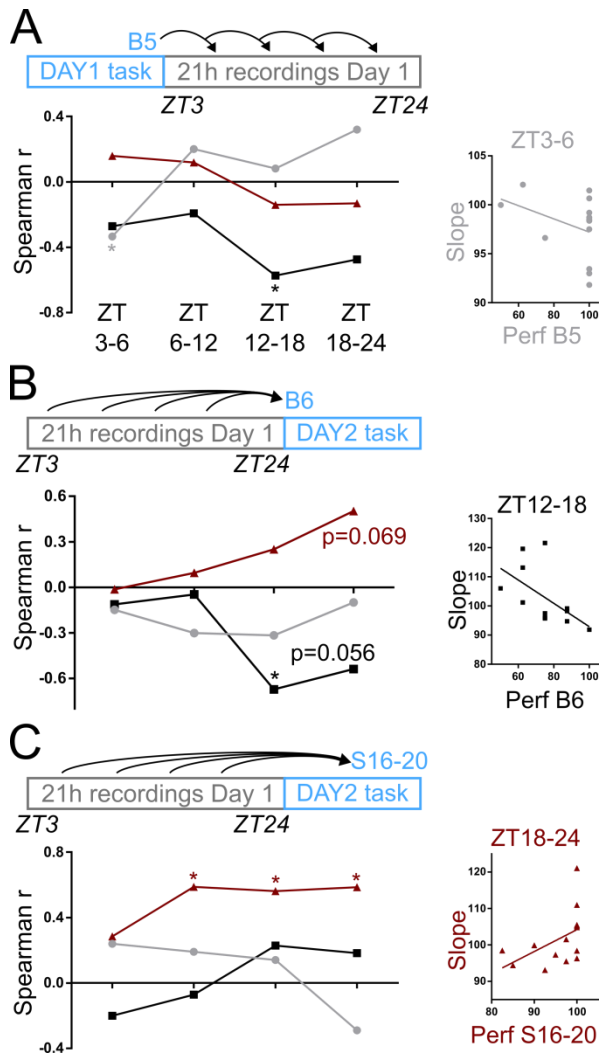 A
B5
DAY1 task
21h recordings Day 1
ZT3
ZT24
0.4
0.0
-0.4
-0.8
Spearman r
*
*
ZT
3-6
ZT
6-12
ZT
12-18
ZT
18-24
ZT3-6
105
100
95
90
Slope
60
80
100
Perf B5
B
B6
21h recordings Day 1
DAY2 task
ZT3
ZT24
0.6
0.3
0.0
-0.3
-0.6
Spearman r
p=0.069
p=0.056
*
ZT12-18
130
120
110
100
90
80
Slope
60
80
100
Perf B6
C
S16-20
21h recordings Day 1
DAY2 task
ZT3
ZT24
0.8
0.4
0.0
-0.4
Spearman r
*
*
*
ZT18-24
120
110
100
90
Slope
80
90
100
Perf S16-20